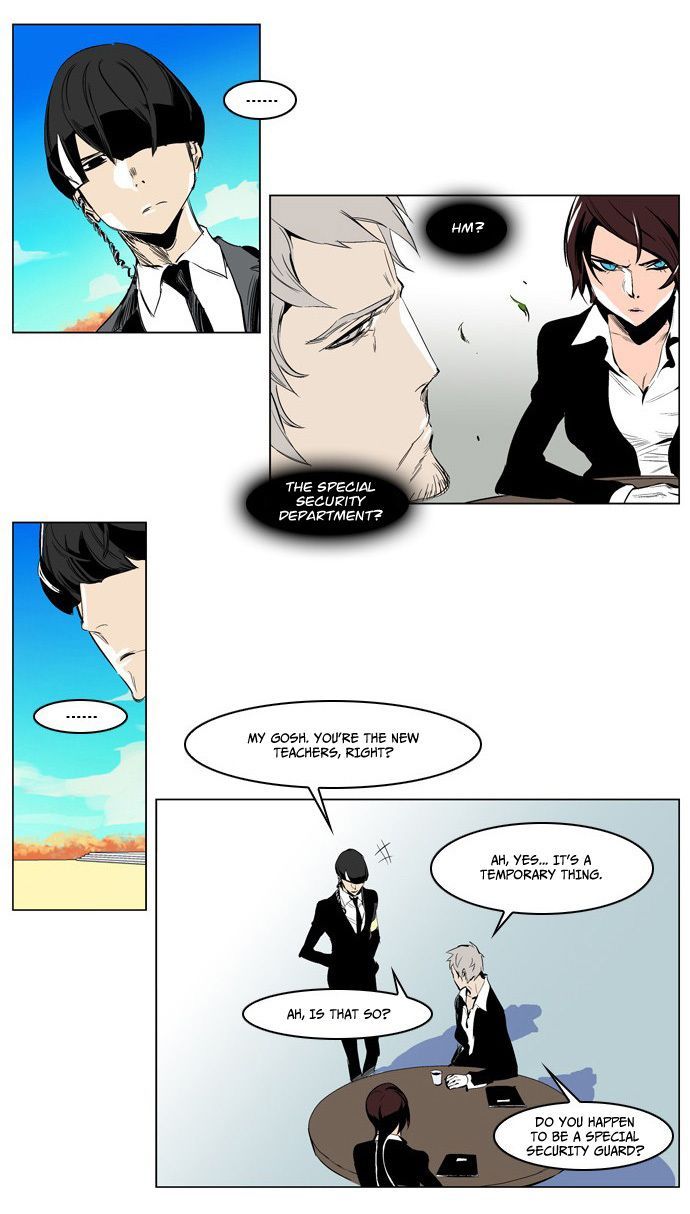 ------
HM?
THE SPECIAL
SECURITY
DEPARTMENT?
------
MY GOSH. YOU'RE THE NEW
TEACHERS, RIGHT?
AH, YES... IT'S A
TEMPORARY THING.
AH, IS THAT SO?
DO YOU HAPPEN
TO BE A SPECIAL
SECURITY GUARD?